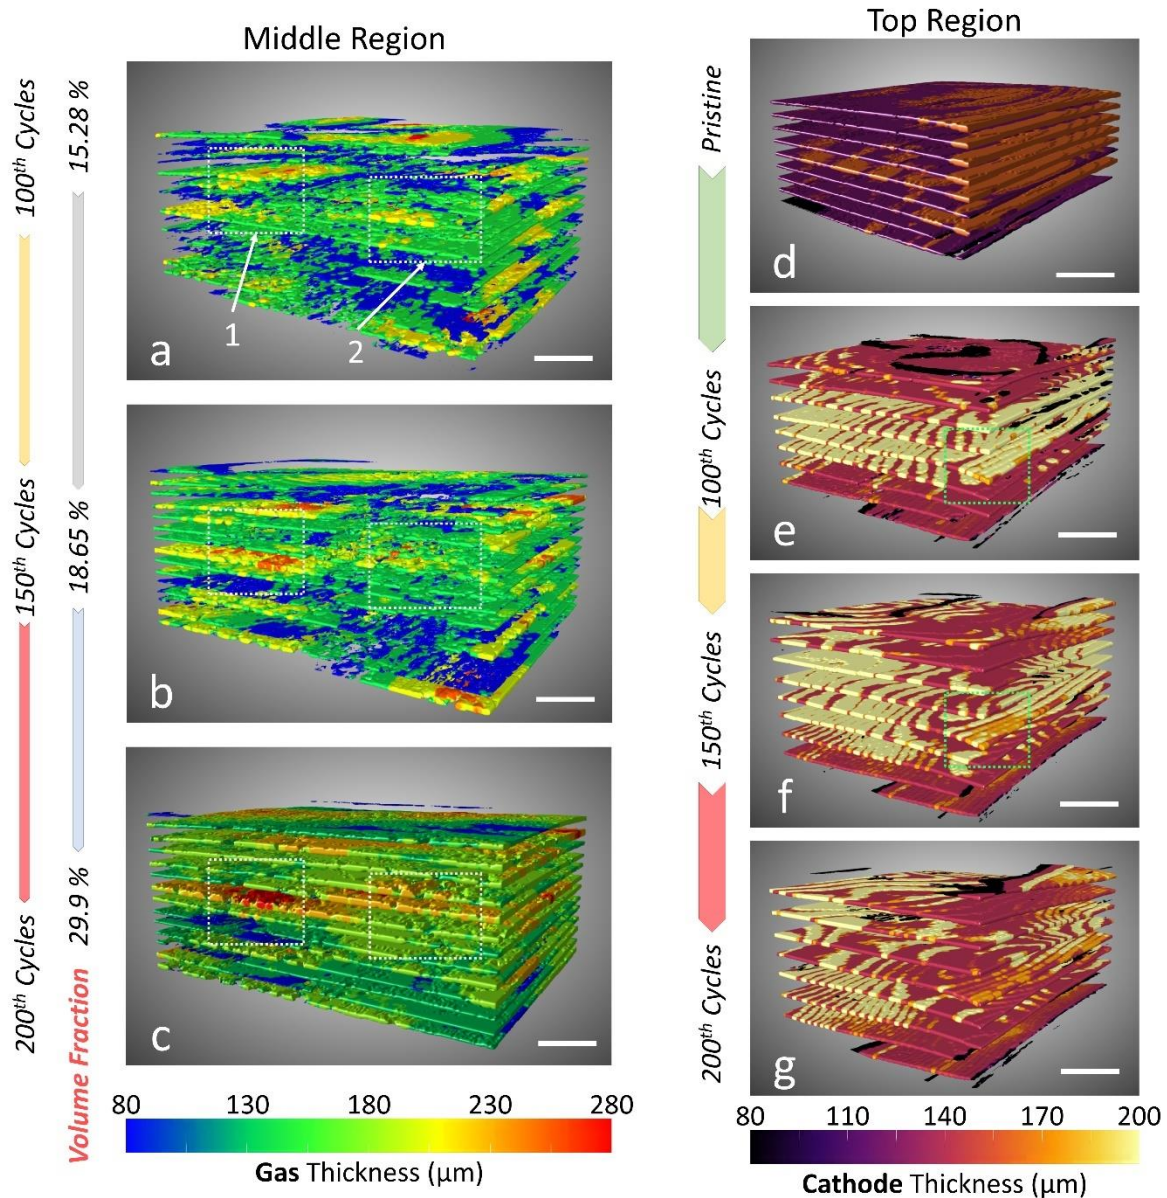 Middle Region
Top Region
100th Cycles
150th Cycles
200th Cycles
15.28 %
18.65 %
29.9 %
Volume Fraction
1
2
a
b
c
80 130 180 230 280
Gas Thickness (µm)
Pristine
100th Cycles
150th Cycles
200th Cycles
d
e
f
g
80 110 140 170 200
Cathode Thickness (µm)